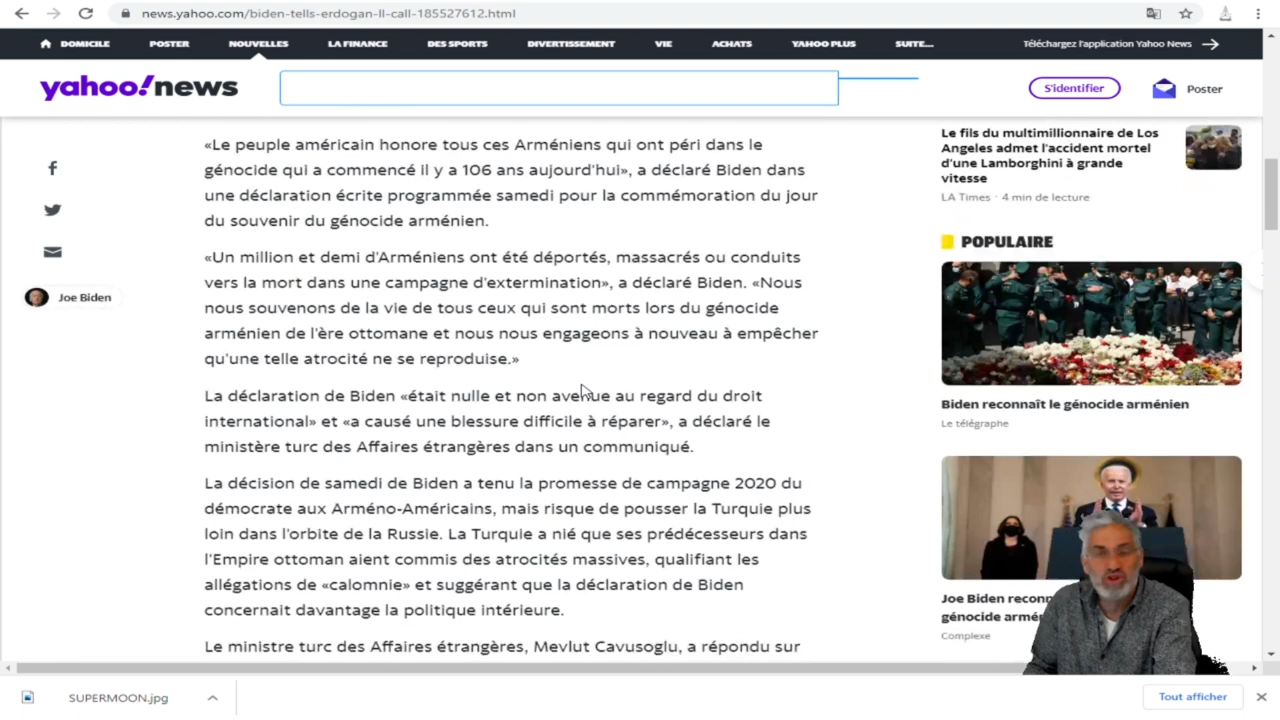 news.yahoo.com/biden-tells-erdogan-ll-call-185527612.html
DOMICILE POSTER NOUVELLES LA FINANCE DES SPORTS DIVERTISSEMENT VIE ACHATS YAHOO PLUS SUITE... Téléchargez l'application Yahoo News
yahoo!news S'identifier Poster
«Le peuple américain honore tous ces Arméniens qui ont péri dans le
génocide qui a commencé il y a 106 ans aujourd'hui», a déclaré Biden dans
une déclaration écrite programmée samedi pour la commémoration du jour
du souvenir du génocide arménien.
«Un million et demi d'Arméniens ont été déportés, massacrés ou conduits
vers la mort dans une campagne d'extermination», a déclaré Biden. «Nous
nous souvenons de la vie de tous ceux qui sont morts lors du génocide
arménien de l'ère ottomane et nous nous engageons à nouveau à empêcher
qu'une telle atrocité ne se reproduise.»
La déclaration de Biden «était nulle et non avenue au regard du droit
international» et «a causé une blessure difficile à réparer», a déclaré le
ministère turc des Affaires étrangères dans un communiqué.
La décision de samedi de Biden a tenu la promesse de campagne 2020 du
démocrate aux Arméno-Américains, mais risque de pousser la Turquie plus
loin dans l'orbite de la Russie. La Turquie a nié que ses prédécesseurs dans
l'Empire ottoman aient commis des atrocités massives, qualifiant les
allégations de «calomnie» et suggérant que la déclaration de Biden
concernait davantage la politique intérieure.
Le ministre turc des Affaires étrangères, Mevlut Cavusoglu, a répondu sur
Joe Biden
Le fils du multimillionnaire de Los
Angeles admet l'accident mortel
d'une Lamborghini à grande
vitesse
LA Times · 4 min de lecture
POPULAIRE
Biden reconnaît le génocide arménien
Le télégraphe
Joe Biden reconn
génocide armé
Complexe
SUPERMOON.jpg
Tout afficher